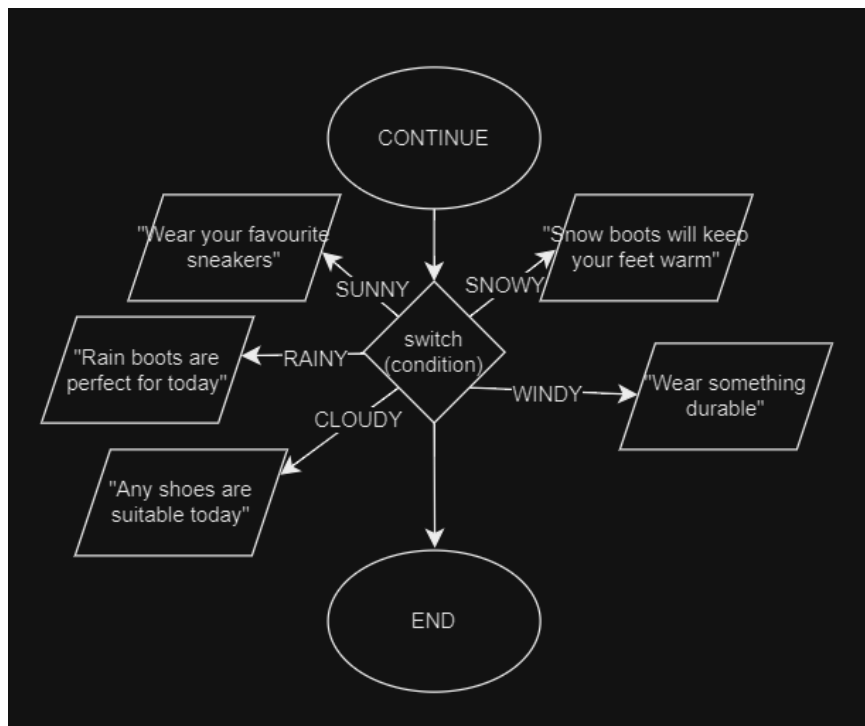 CONTINUE
"Wear your favourite
sneakers"
"Snow boots will keep
your feet warm"
SUNNY
SNOWY
switch
(condition)
"Rain boots are
perfect for today"
RAINY
WINDY
"Wear something
durable"
CLOUDY
"Any shoes are
suitable today"
END